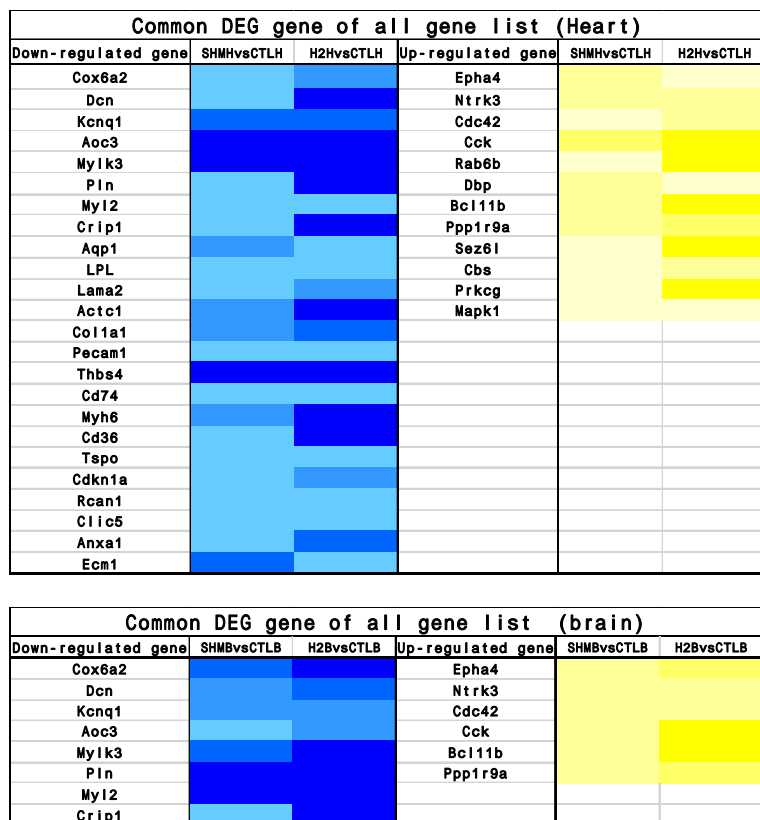 Common DEG gene of all gene list (Heart)
Down-regulated gene SHMHvsCTLH H2HvsCTLH Up-regulated gene SHMHvsCTLH H2HvsCTLH
Cox6a2 Epha4
Dcn Ntrk3
Kcnq1 Cdc42
Aoc3 Cck
Mylk3 Rab6b
Pln Dbp
Myl2 Bcl11b
Crip1 Ppp1r9a
Aqp1 Sez6l
LPL Cbs
Lama2 Prkcg
Actc1 Mapk1
Col1a1
Pecam1
Thbs4
Cd74
Myh6
Cd36
Tspo
Cdkn1a
Rcan1
Clic5
Anxa1
Ecm1
Common DEG gene of all gene list (brain)
Down-regulated gene SHMBvsCTLB H2BvsCTLB Up-regulated gene SHMBvsCTLB H2BvsCTLB
Cox6a2 Epha4
Dcn Ntrk3
Kcnq1 Cdc42
Aoc3 Cck
Mylk3 Bcl11b
Pln Ppp1r9a
Myl2
Crip1